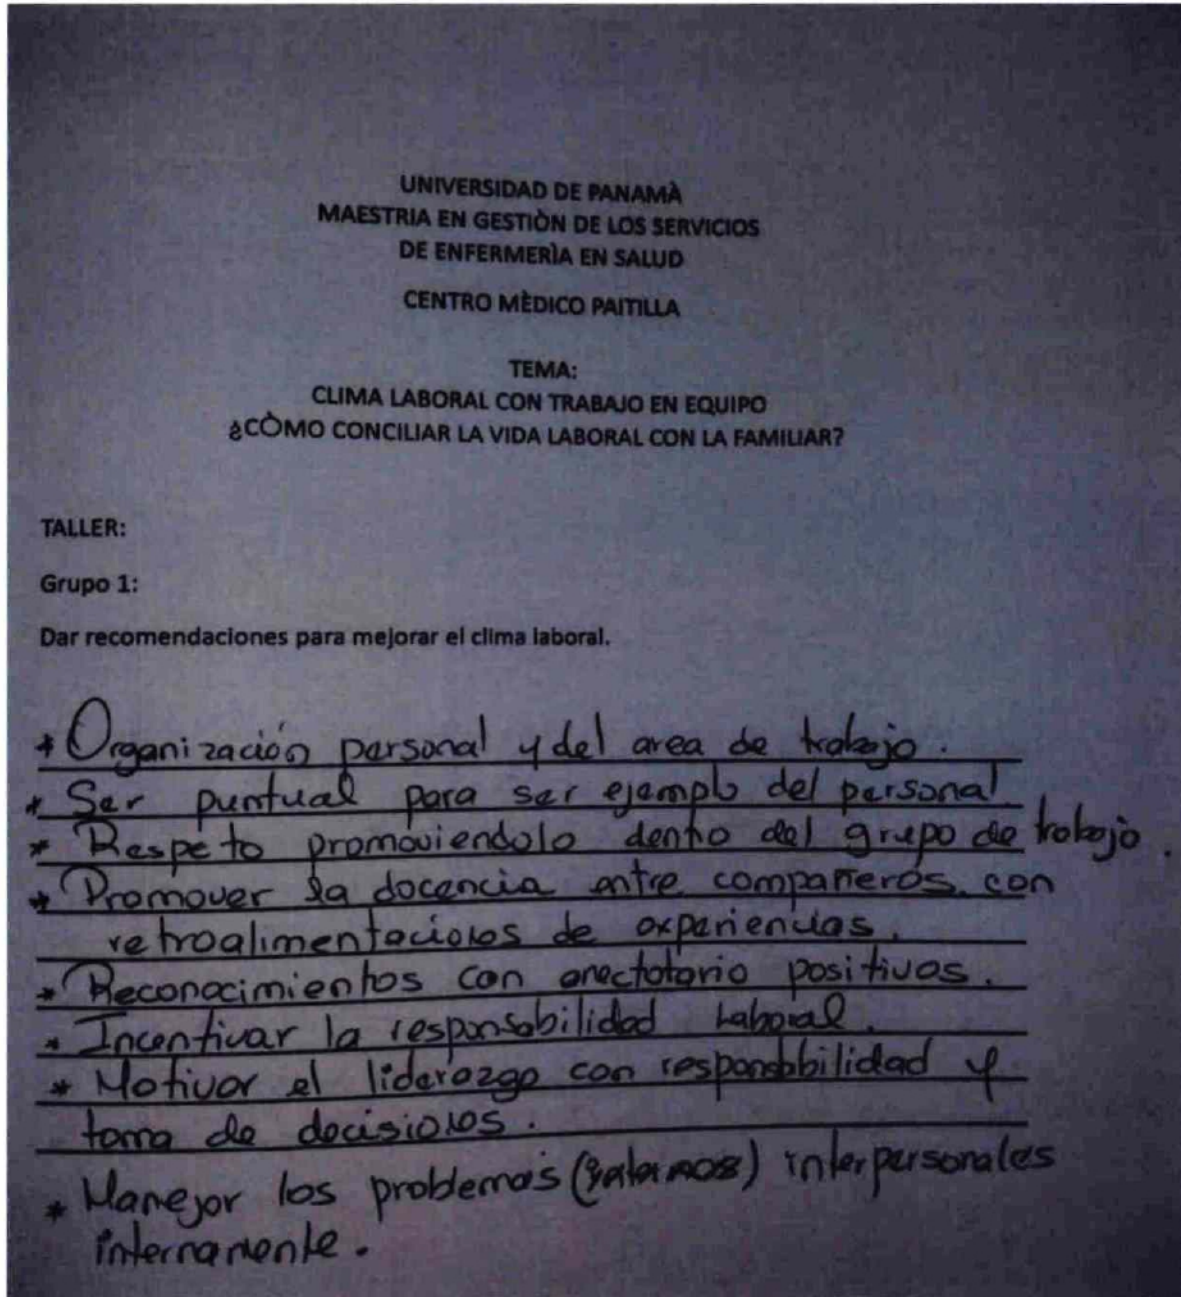 UNIVERSIDAD DE PANAMÀ
MAESTRIA EN GESTIÒN DE LOS SERVICIOS
DE ENFERMERÌA EN SALUD
CENTRO MÈDICO PAITILLA
TEMA:
CLIMA LABORAL CON TRABAJO EN EQUIPO
¿CÒMO CONCILIAR LA VIDA LABORAL CON LA FAMILIAR?
TALLER:
Grupo 1:
Dar recomendaciones para mejorar el clima laboral.
* Organización personal y del area de trabajo.
* Ser puntual para ser ejemplo del personal.
* Respeto promoviendolo dentro del grupo de trabajo.
* Promover la docencia entre compañeros. con
retroalimentaciones de experiencias.
* Reconocimientos con anectotario positivos.
* Incentivar la responsabilidad Laboral.
* Motivar el liderazgo con responsabilidad y
toma de decisiones.
* Manejar los problemas interpersonales
internamente.